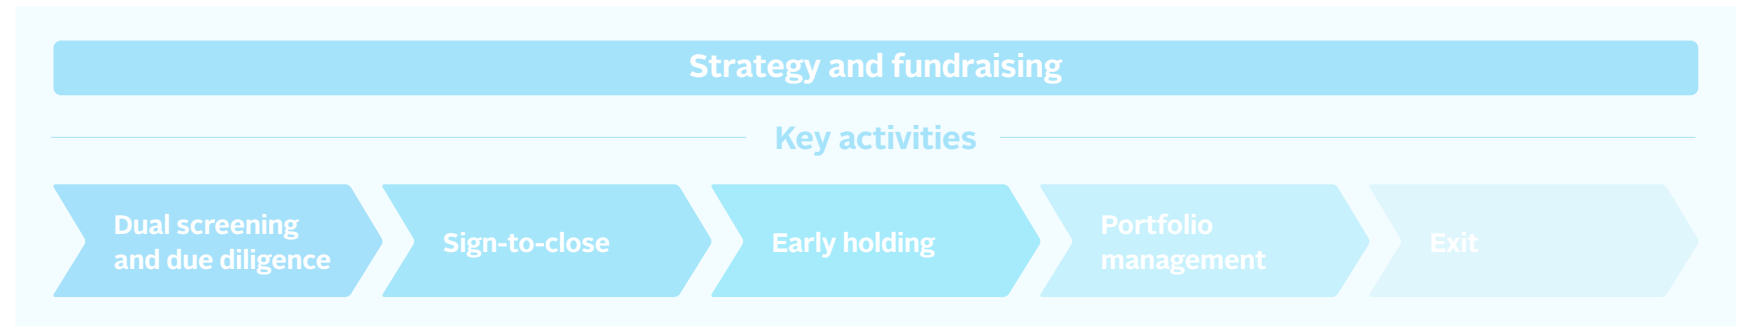 Strategy and fundraising
Key activities
Dual screening
and due diligence
Sign-to-close
Early holding
Portfolio
management
Exit